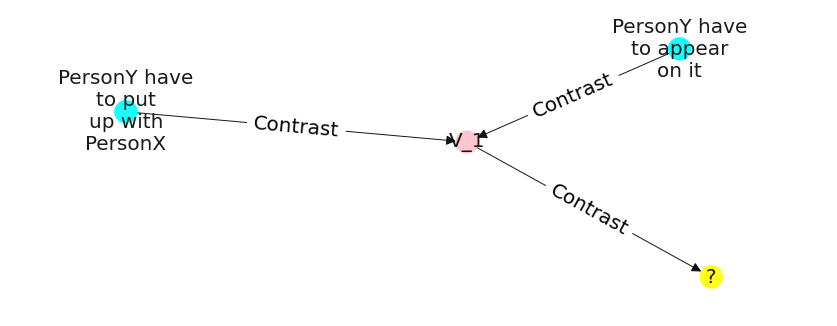 PersonY have
to appear
on it
PersonY have
to put
up with
PersonX
Contrast
Contrast
V_1
Contrast
?